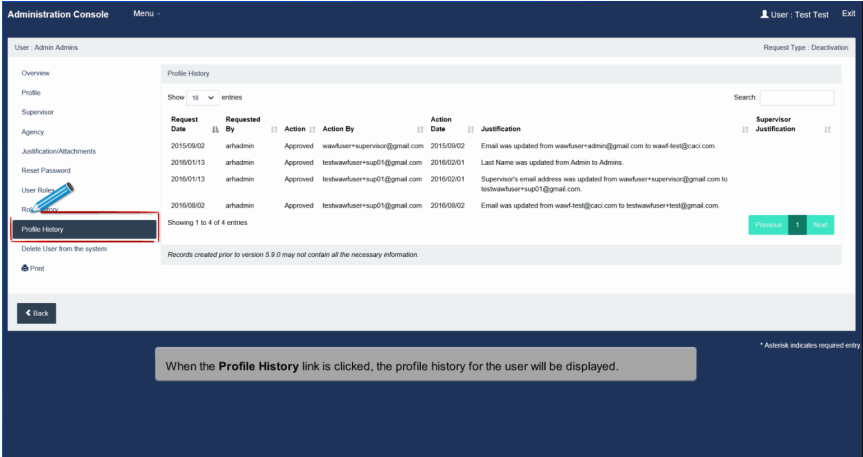 Administration Console Menu User : Test Test Exit
User : Admin Admins Request Type : Deactivation
Overview
Profile
Supervisor
Agency
Justification/Attachments
Reset Password
User Roles
Profile History
Delete User from the system
Print
Profile History
Show 10 entries Search:
Request Date Requested By Action Action By Action Date Justification Supervisor Justification
2015/09/02 arhadmin Approved wawfuser+supervisor@gmail.com 2015/09/02 Email was updated from wawfuser+admin@gmail.com to wawf-test@caci.com.
2016/01/13 arhadmin Approved testwawfuser+sup01@gmail.com 2016/02/01 Last Name was updated from Admin to Admins.
2016/01/13 arhadmin Approved testwawfuser+sup01@gmail.com 2016/02/01 Supervisor's email address was updated from wawfuser+supervisor@gmail.com to
testwawfuser+sup01@gmail.com.
2016/08/02 arhadmin Approved testwawfuser+sup01@gmail.com 2016/08/02 Email was updated from wawf-test@caci.com to testwawfuser+test@gmail.com.
Showing 1 to 4 of 4 entries Previous 1 Next
Records created prior to version 5.9.0 may not contain all the necessary information.
Back
* Asterisk indicates required entry.
When the Profile History link is clicked, the profile history for the user will be displayed.